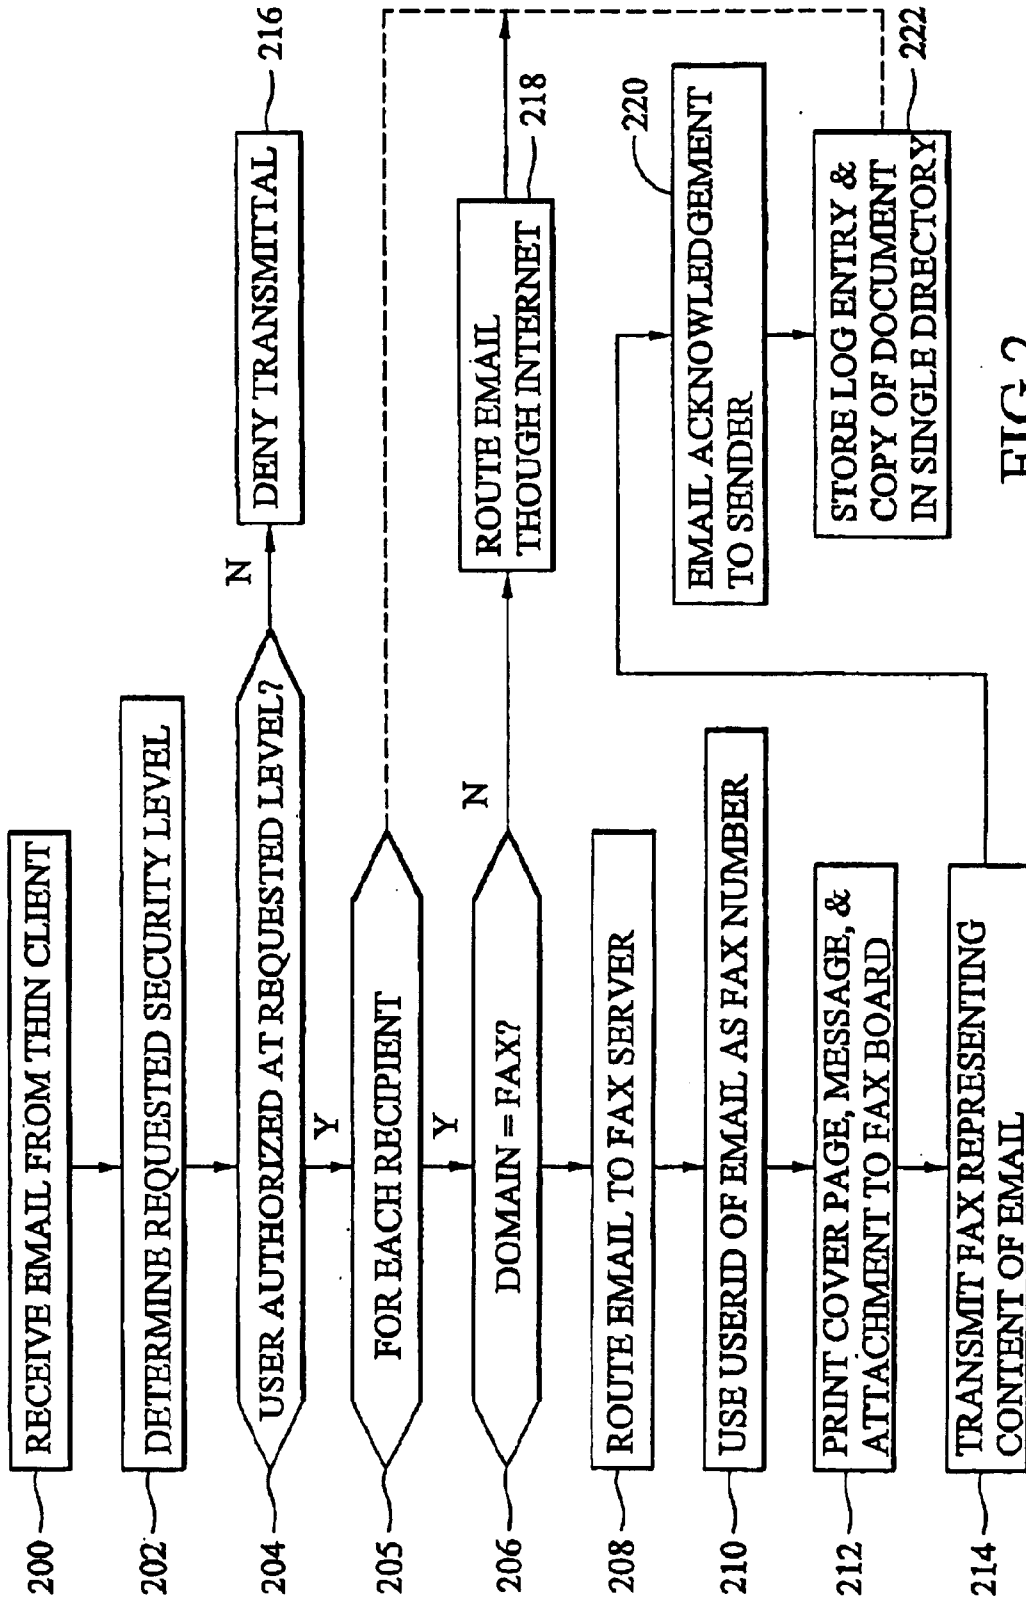 200
RECEIVE EMAIL FROM THIN CLIENT
202
DETERMINE REQUESTED SECURITY LEVEL
204
USER AUTHORIZED AT REQUESTED LEVEL?
N
DENY TRANSMITTAL
216
Y
205
FOR EACH RECIPIENT
Y
206
DOMAIN = FAX?
N
ROUTE EMAIL
THOUGH INTERNET
218
208
ROUTE EMAIL TO FAX SERVER
210
USE USERID OF EMAIL AS FAX NUMBER
212
PRINT COVER PAGE, MESSAGE, &
ATTACHMENT TO FAX BOARD
214
TRANSMIT FAX REPRESENTING
CONTENT OF EMAIL
220
EMAIL ACKNOWLEDGEMENT
TO SENDER
222
STORE LOG ENTRY &
COPY OF DOCUMENT
IN SINGLE DIRECTORY
FIG 2